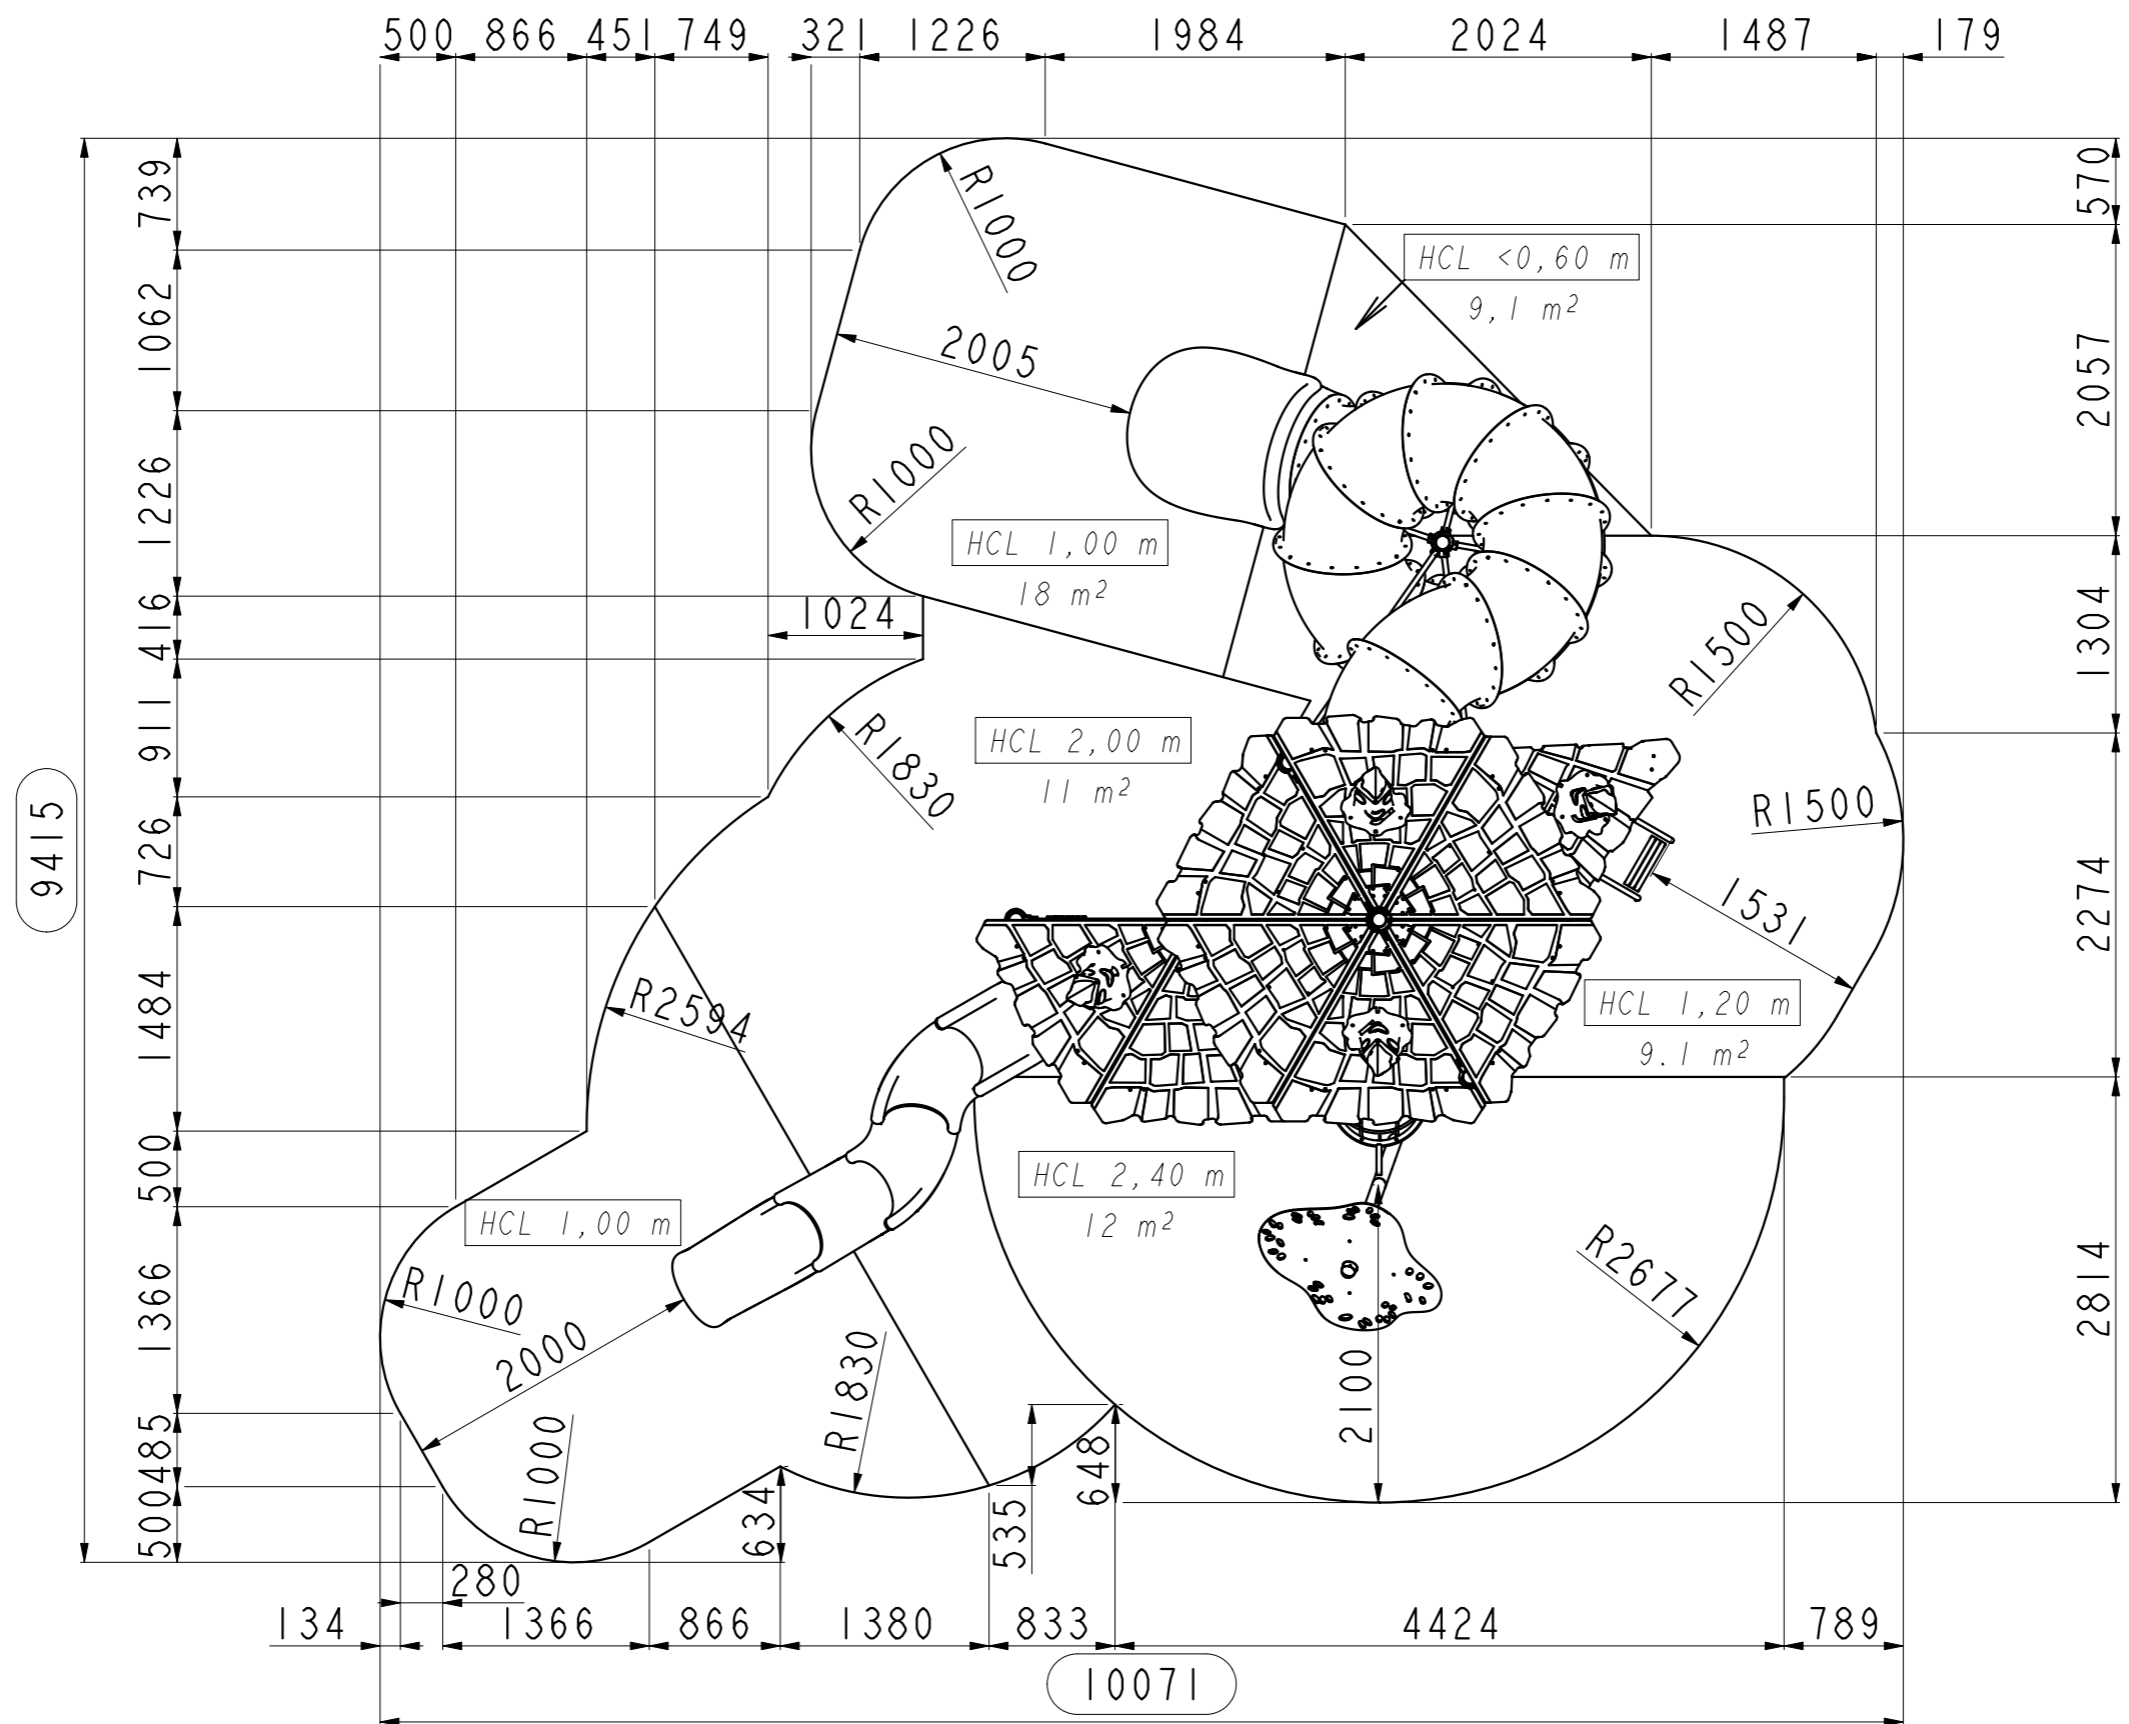 500 866 451 749 321 1226 1984 2024 1487 179
739
1062
1226
416
911
726
1484
500
1366
485
500
9415
570
2057
1304
2274
2814
R1000
HCL <0,60 m
9,1 m²
2005
R1000
HCL 1,00 m
18 m²
1024
R1500
R1830
HCL 2,00 m
11 m²
R1500
1531
R2594
HCL 1,20 m
9.1 m²
HCL 2,40 m
12 m²
HCL 1,00 m
R1000
2000
R2677
R1830
2100
R1000
634
535
648
280
134 1366 866 1380 833 4424 789
10071